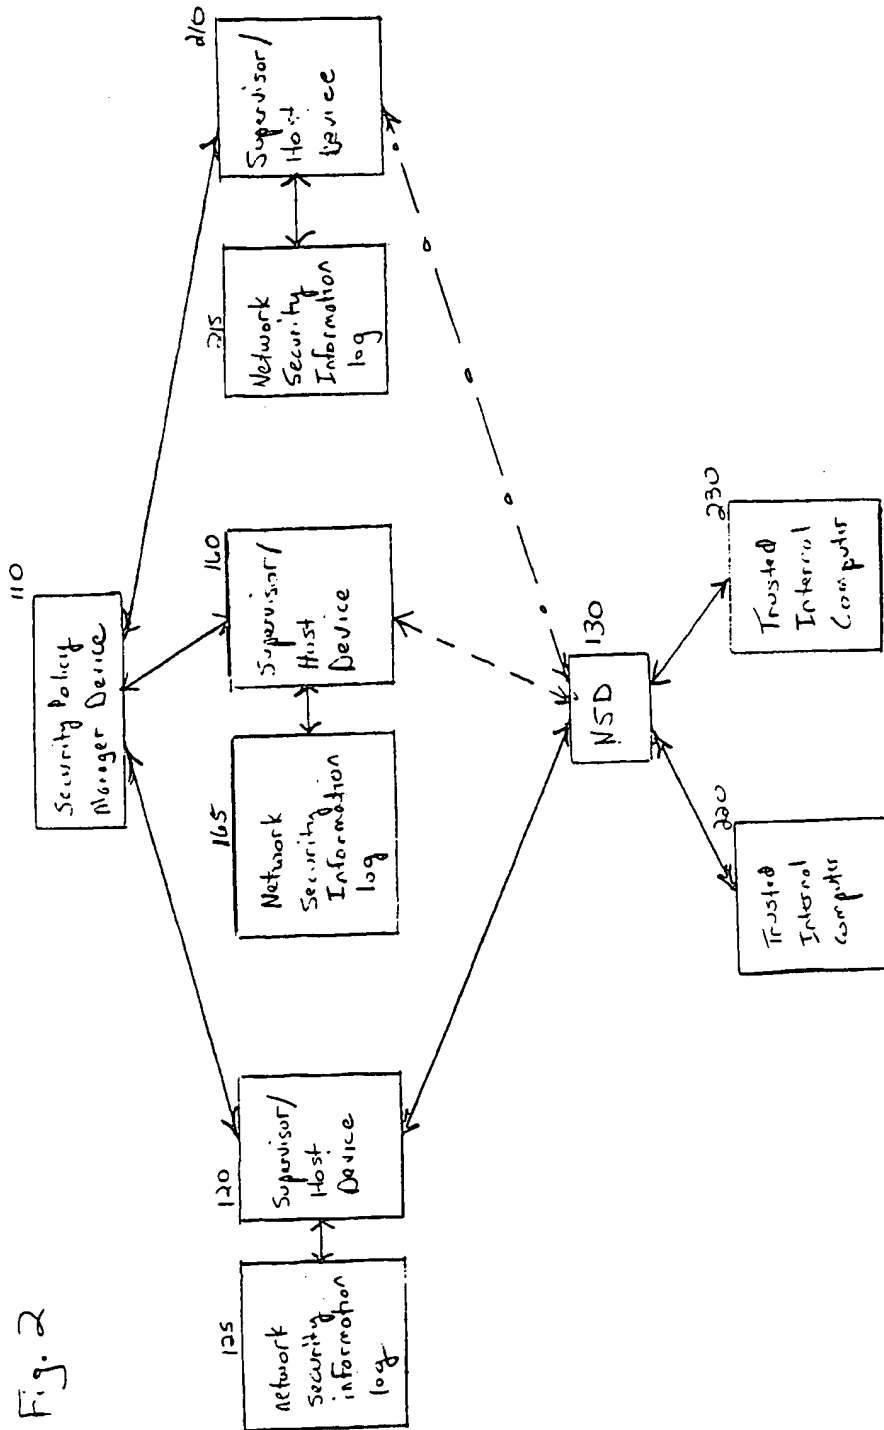 Fig. 2
110
Security Policy
Manager Device
125
network
security
information
log
120
Supervisor/
Host
Device
165
Network
Security
Information
log
160
Supervisor/
Host
Device
215
Network
Security
Information
log
210
Supervisor/
Host
Device
NSD
130
220
Trusted
Internal
computer
230
Trusted
Internal
Computer